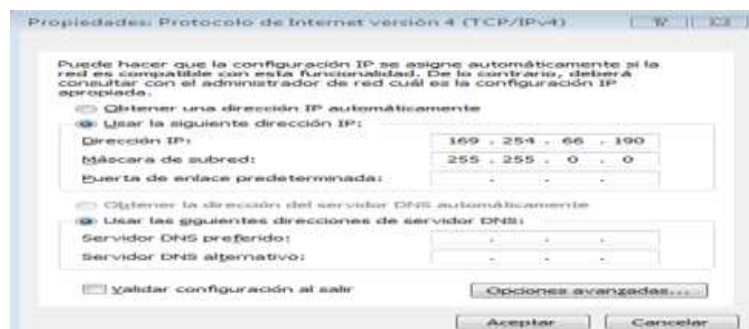 Propiedades: Protocolo de Internet versión 4 (TCP/IPv4)
Puede hacer que la configuración IP se asigne automáticamente si la
red es compatible con esta funcionalidad. De lo contrario, deberá
consultar con el administrador de red cuál es la configuración IP
apropiada.
Obtener una dirección IP automáticamente
Usar la siguiente dirección IP:
Dirección IP: 169 . 254 . 66 . 190
Máscara de subred: 255 . 255 . 0 . 0
Puerta de enlace predeterminada: . . .
Obtener la dirección del servidor DNS automáticamente
Usar las siguientes direcciones de servidor DNS:
Servidor DNS preferido: . . .
Servidor DNS alternativo: . . .
Validar configuración al salir
Opciones avanzadas...
Aceptar Cancelar